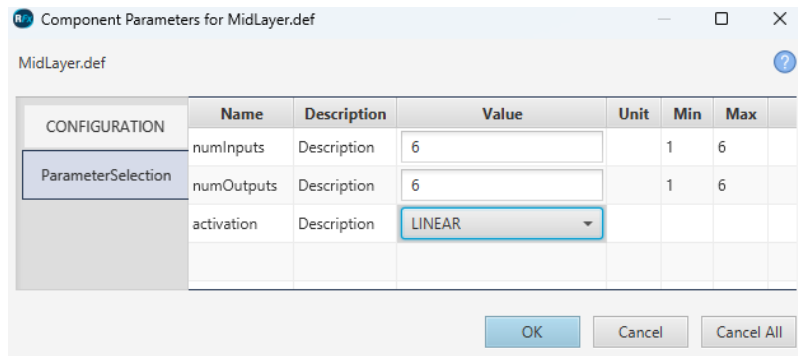 RFX Component Parameters for MidLayer.def
MidLayer.def
?
CONFIGURATION
ParameterSelection
Name Description Value Unit Min Max
numInputs Description 6 1 6
numOutputs Description 6 1 6
activation Description LINEAR
OK Cancel Cancel All